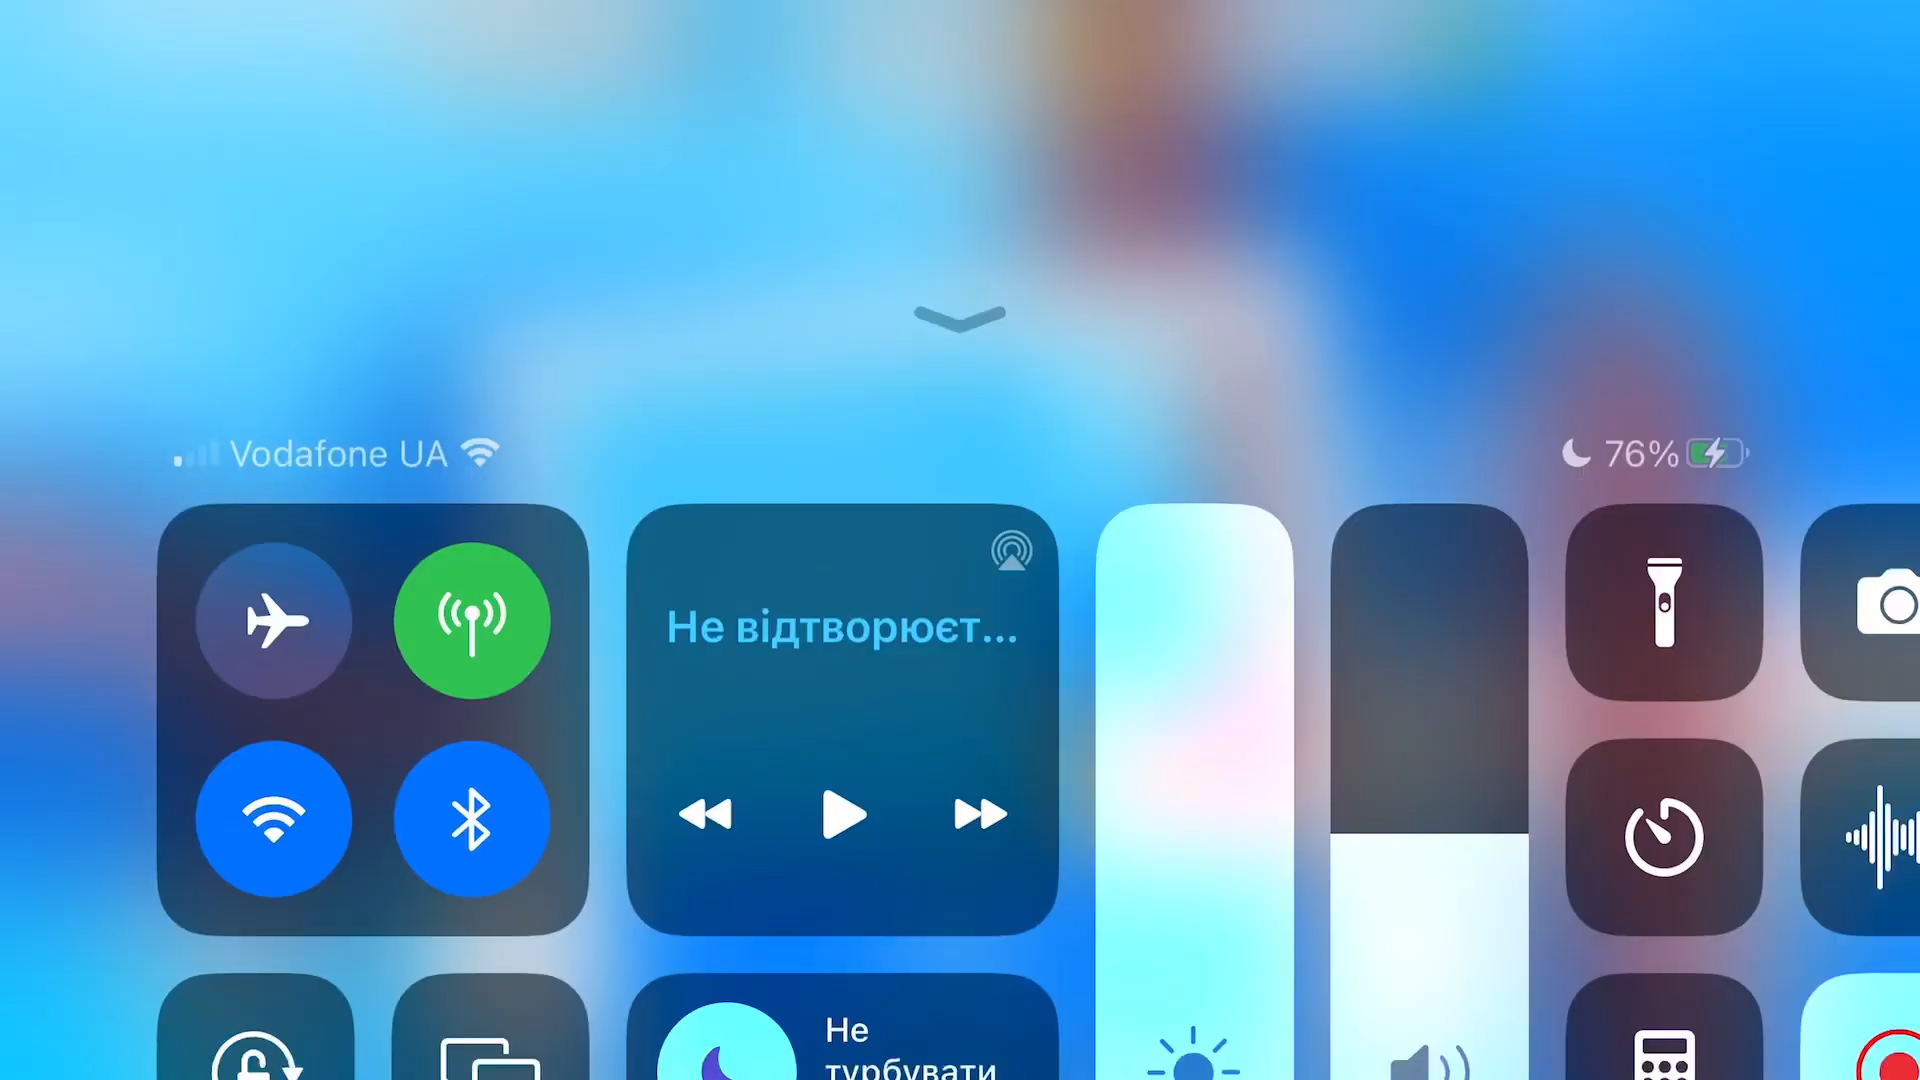 Vodafone UA
76%
Не відтворюєт...
Не
турбувати